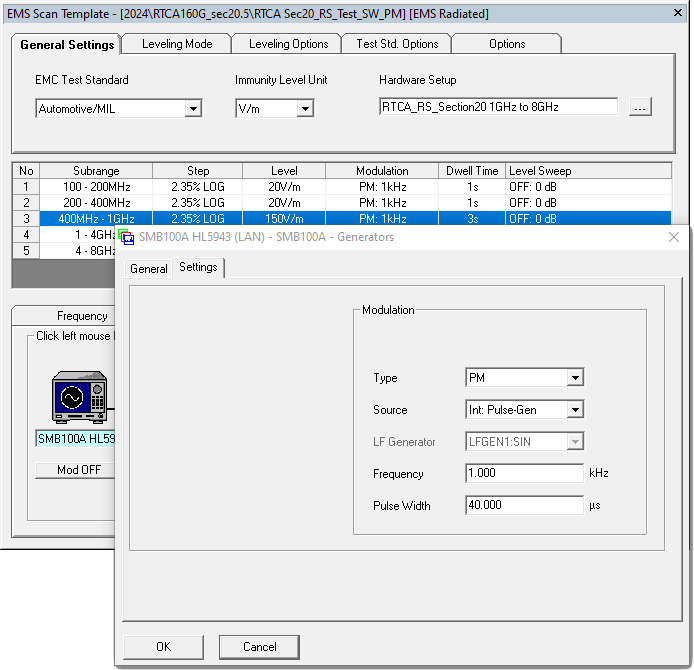 EMS Scan Template - [2024\RTCA160G_sec20.5\RTCA Sec20_RS_Test_SW_PM] [EMS Radiated]
General Settings Leveling Mode Leveling Options Test Std. Options Options
EMC Test Standard Immunity Level Unit Hardware Setup
Automotive/MIL V/m RTCA_RS_Section20 1GHz to 8GHz ...
No Subrange Step Level Modulation Dwell Time Level Sweep
1 100 - 200MHz 2.35% LOG 20V/m PM: 1kHz 1s OFF: 0 dB
2 200 - 400MHz 2.35% LOG 20V/m PM: 1kHz 1s OFF: 0 dB
3 400MHz - 1GHz 2.35% LOG 150V/m PM: 1kHz 3s OFF: 0 dB
4 1 - 4GHz
5 4 - 8GHz
SMB100A HL5943 (LAN) - SMB100A - Generators
General Settings
Frequency
Click left mouse
SMB100A HL59
Mod OFF
Modulation
Type PM
Source Int: Pulse-Gen
LF Generator LFGEN1:SIN
Frequency 1.000 kHz
Pulse Width 40.000 µs
OK Cancel